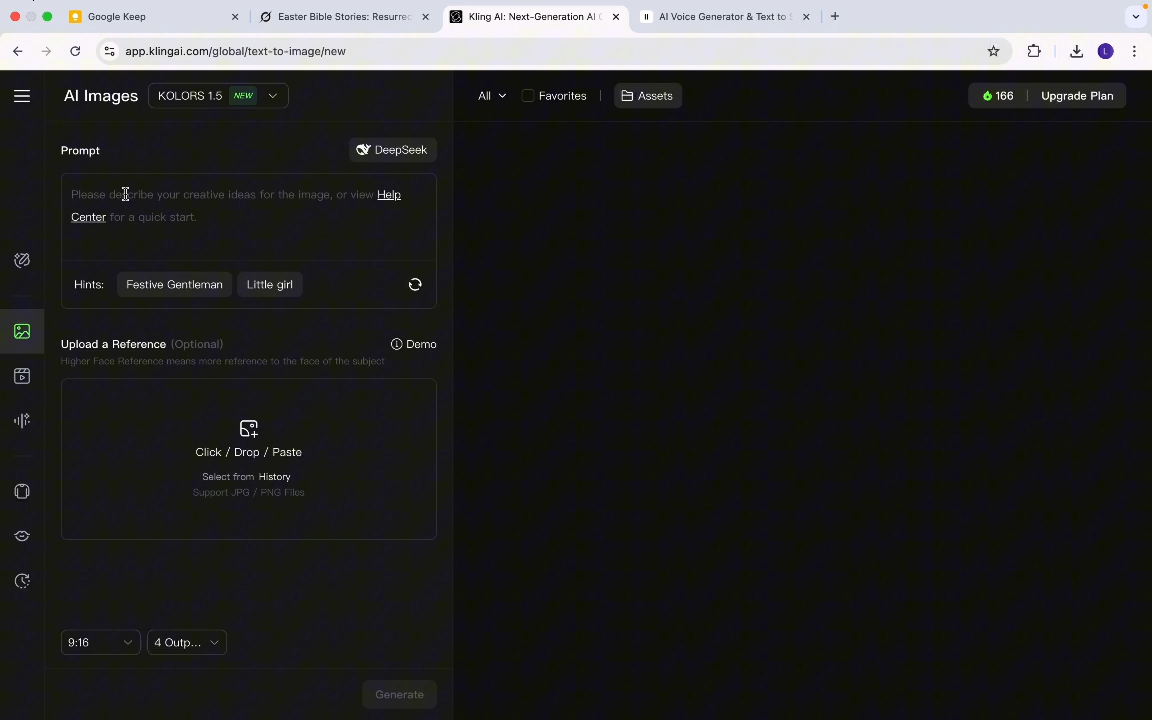 Google Keep
Easter Bible Stories: Resurrec
Kling AI: Next-Generation AI C
AI Voice Generator & Text to S
app.klingai.com/global/text-to-image/new
L
AI Images
KOLORS 1.5 NEW
All
Favorites
Assets
166
Upgrade Plan
Prompt
DeepSeek
Please describe your creative ideas for the image, or view Help
Center for a quick start.
Hints:
Festive Gentleman
Little girl
Upload a Reference (Optional)
Demo
Higher Face Reference means more reference to the face of the subject
Click / Drop / Paste
Select from History
Support JPG / PNG Files
9:16
4 Outp...
Generate